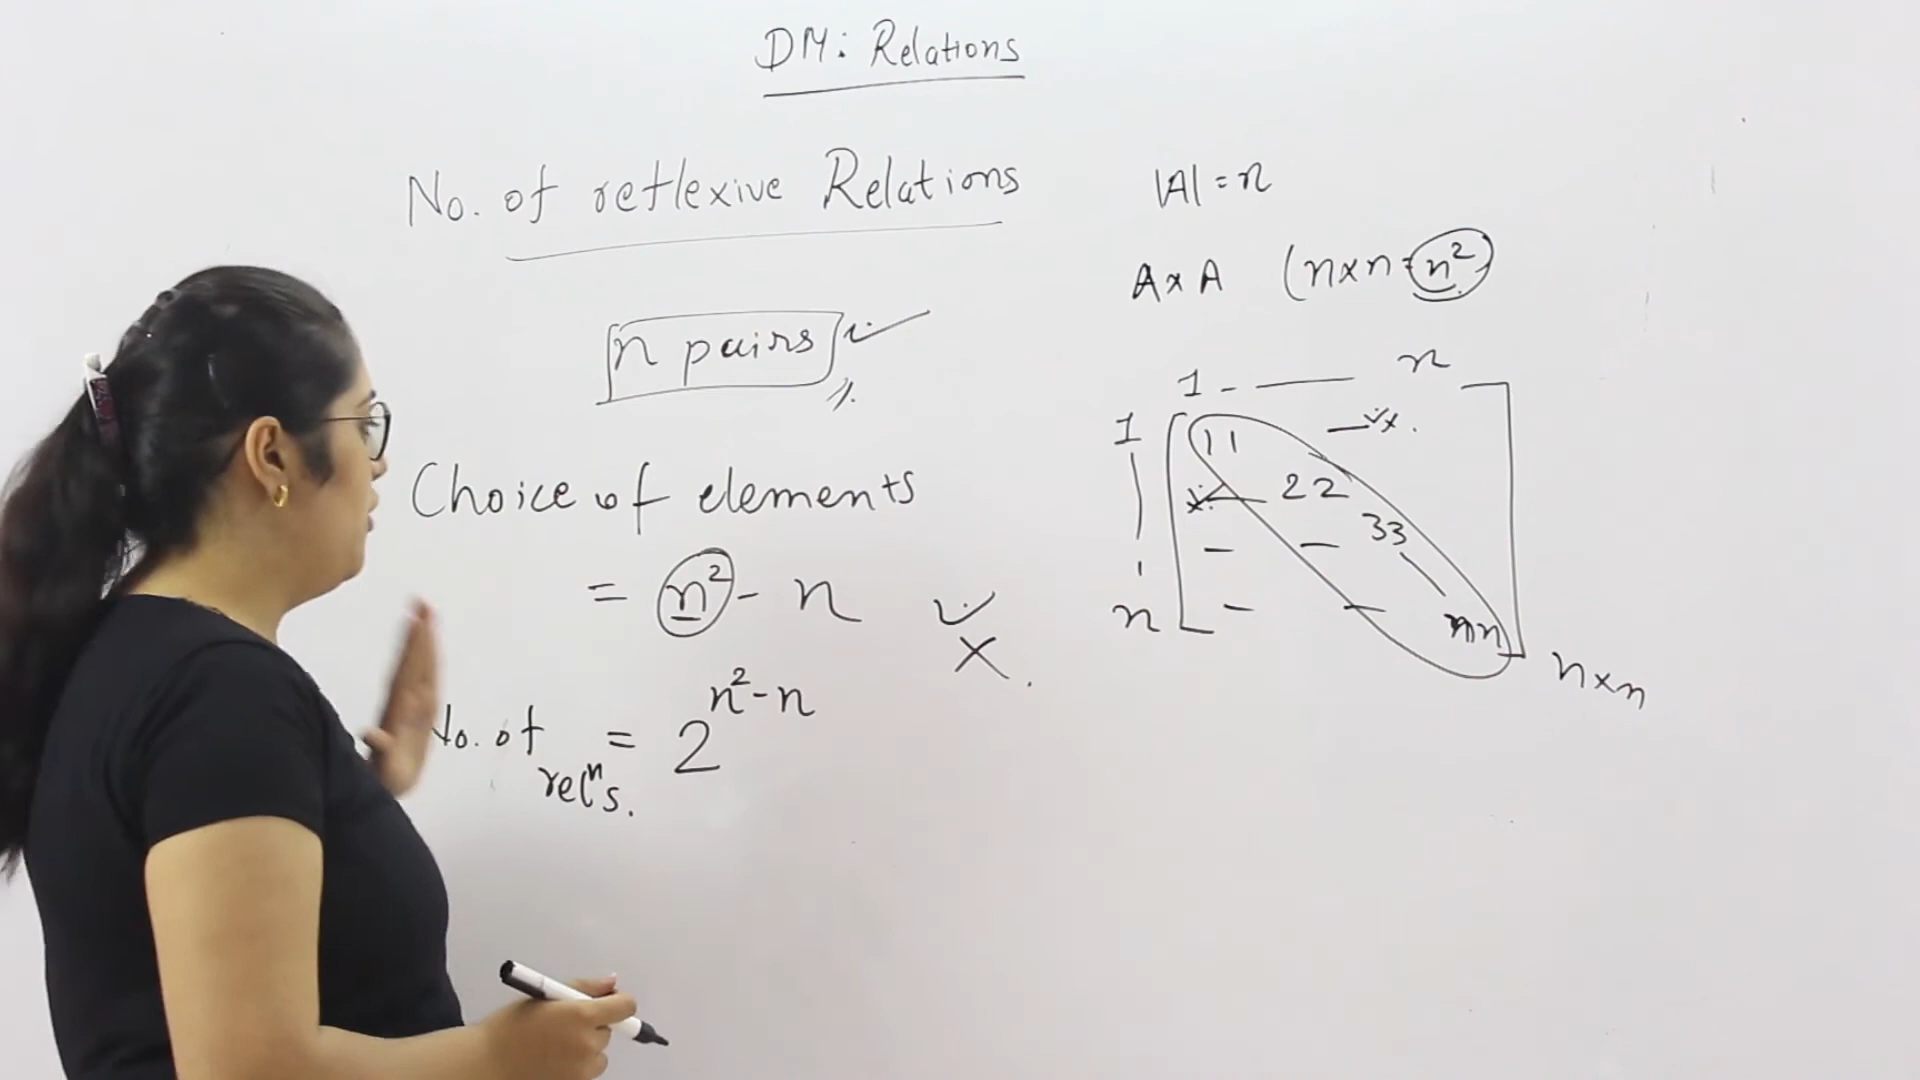 DM: Relations
No. of reflexive Relations
n pairs
Choice of elements
= n² - n
No. of relⁿs. = 2^(n²-n)
|A| = n
A × A (n×n = n²
1 - — n
1 11
22
33
n nn
n×n